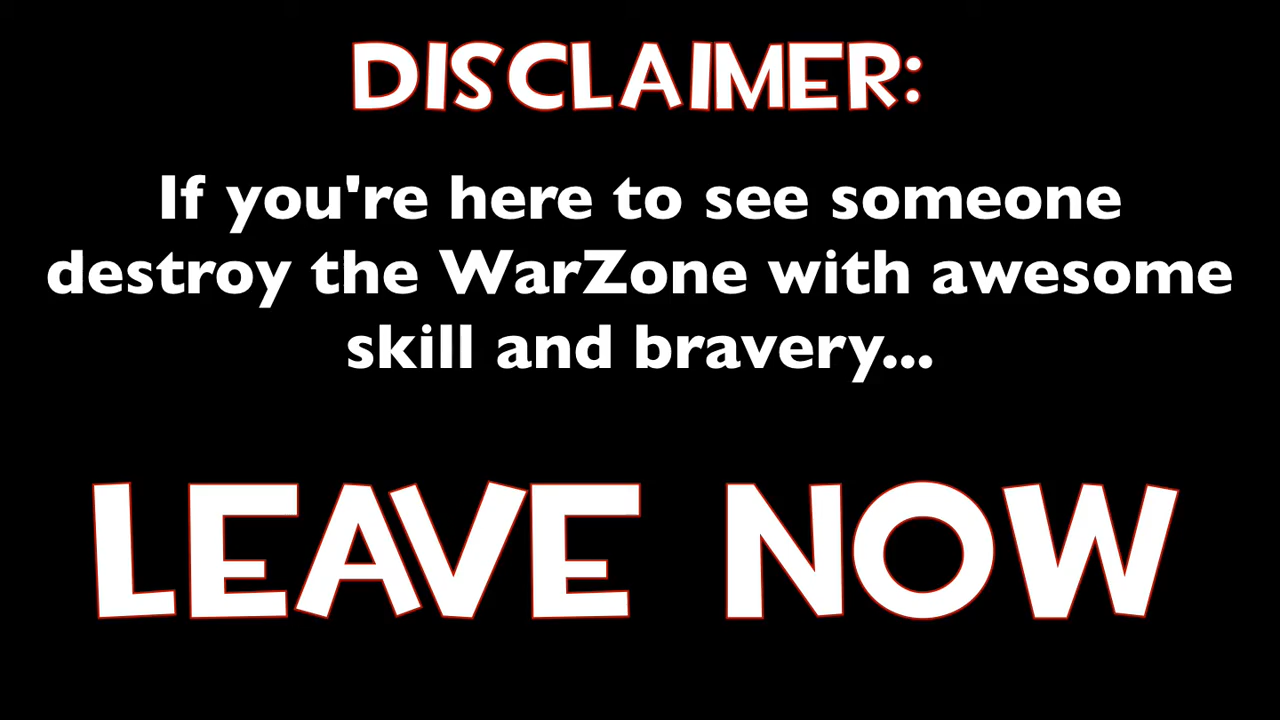 DISCLAIMER:
If you're here to see someone
destroy the WarZone with awesome
skill and bravery...
LEAVE NOW